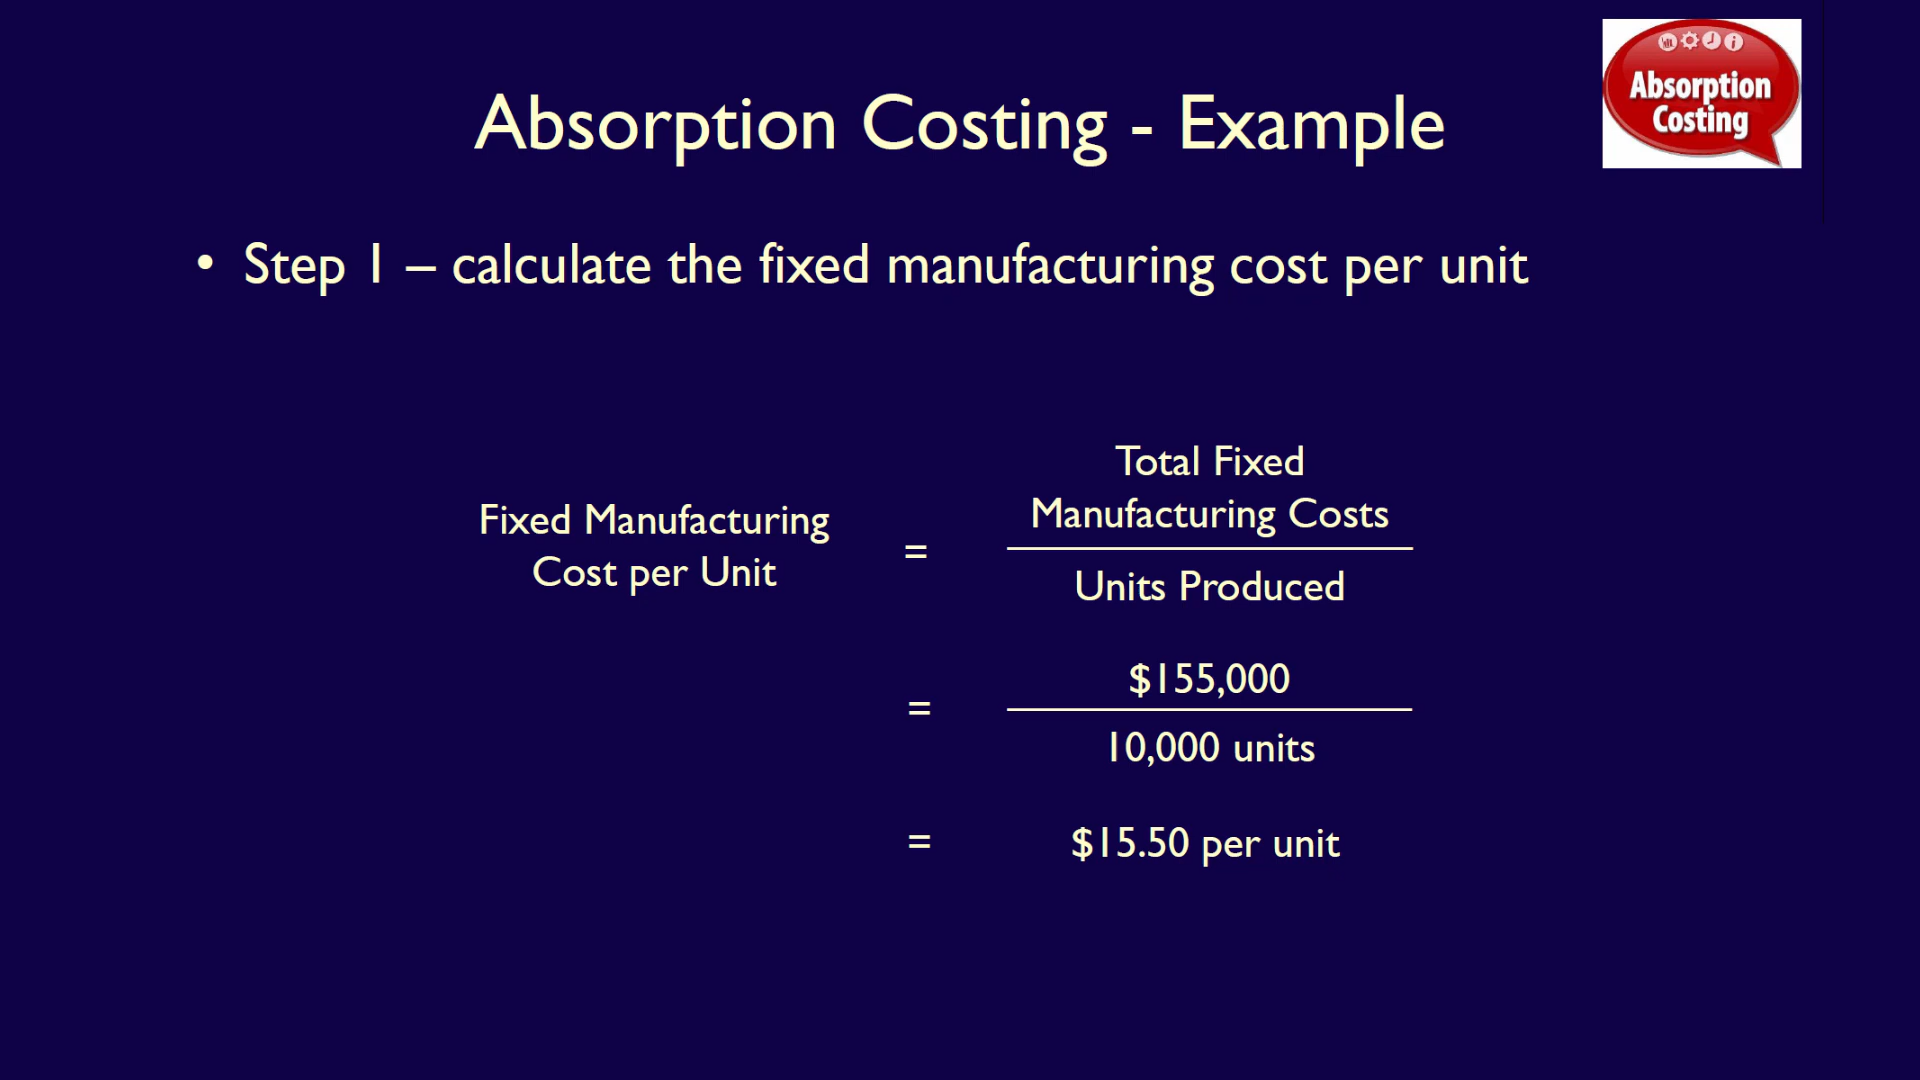 Absorption
Costing
Absorption Costing - Example
• Step 1 – calculate the fixed manufacturing cost per unit
Total Fixed
Manufacturing Costs
Fixed Manufacturing
Cost per Unit
=
Units Produced
$155,000
=
10,000 units
= $15.50 per unit